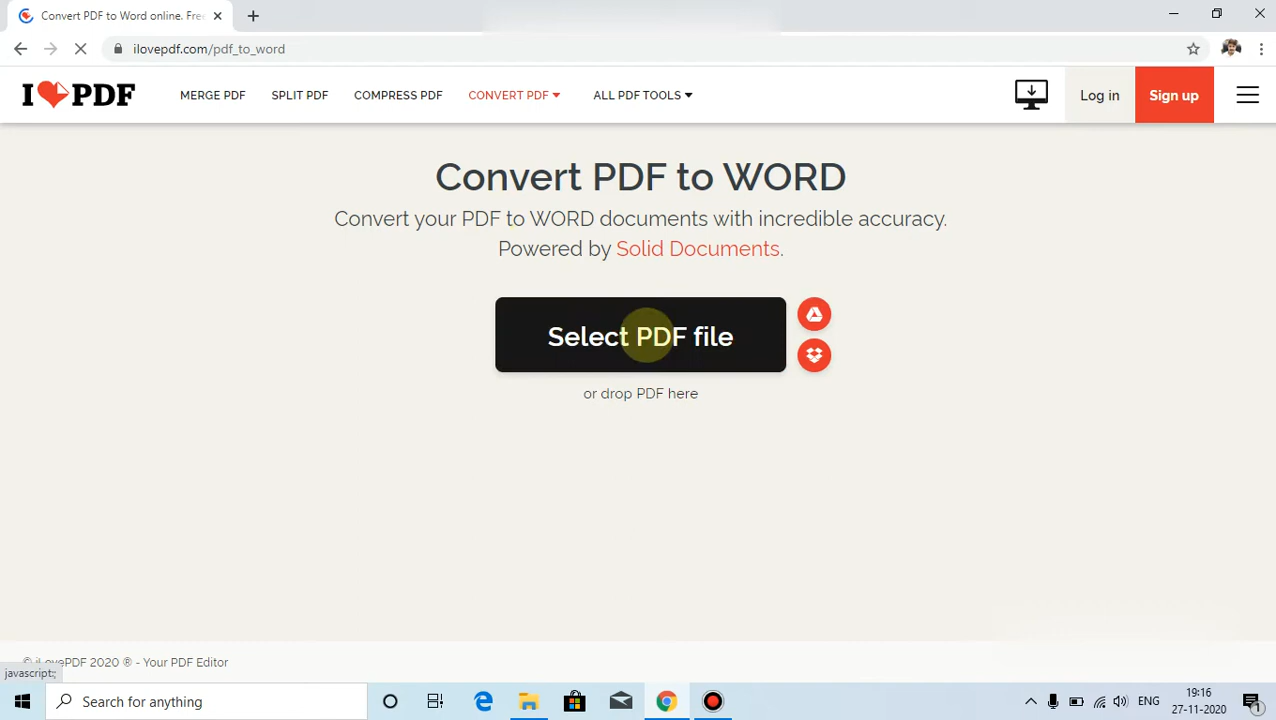 Convert PDF to Word online. Free
ilovepdf.com/pdf_to_word
I PDF
MERGE PDF
SPLIT PDF
COMPRESS PDF
CONVERT PDF
ALL PDF TOOLS
Log in
Sign up
Convert PDF to WORD
Convert your PDF to WORD documents with incredible accuracy.
Powered by Solid Documents.
Select PDF file
or drop PDF here
© iLovePDF 2020 ® - Your PDF Editor
javascript:;
Search for anything
ENG
19:16
27-11-2020
1